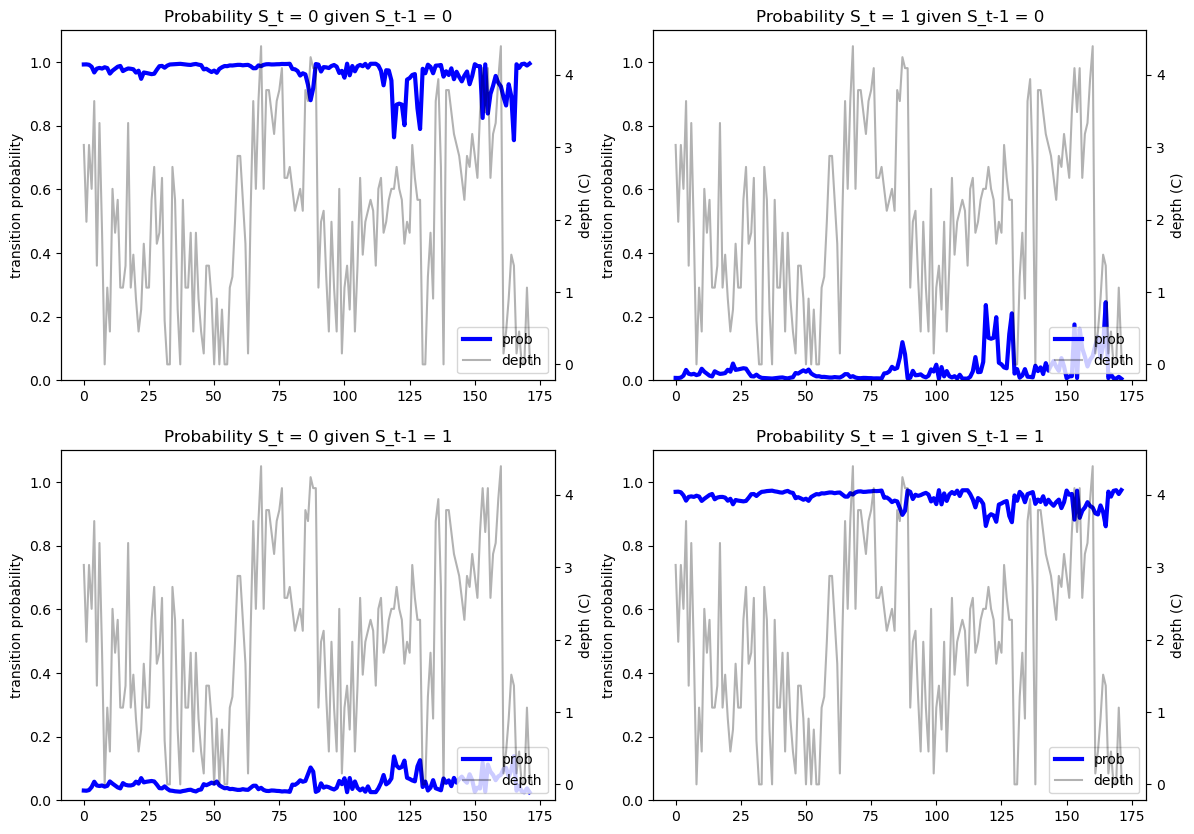 Probability S_t = 0 given S_t-1 = 0
transition probability
1.0
0.8
0.6
0.4
0.2
0.0
4
3
2
1
0
depth (C)
0 25 50 75 100 125 150 175
prob
depth
Probability S_t = 1 given S_t-1 = 0
transition probability
1.0
0.8
0.6
0.4
0.2
0.0
4
3
2
1
0
depth (C)
0 25 50 75 100 125 150 175
prob
depth
Probability S_t = 0 given S_t-1 = 1
transition probability
1.0
0.8
0.6
0.4
0.2
0.0
4
3
2
1
0
depth (C)
0 25 50 75 100 125 150 175
prob
depth
Probability S_t = 1 given S_t-1 = 1
transition probability
1.0
0.8
0.6
0.4
0.2
0.0
4
3
2
1
0
depth (C)
0 25 50 75 100 125 150 175
prob
depth